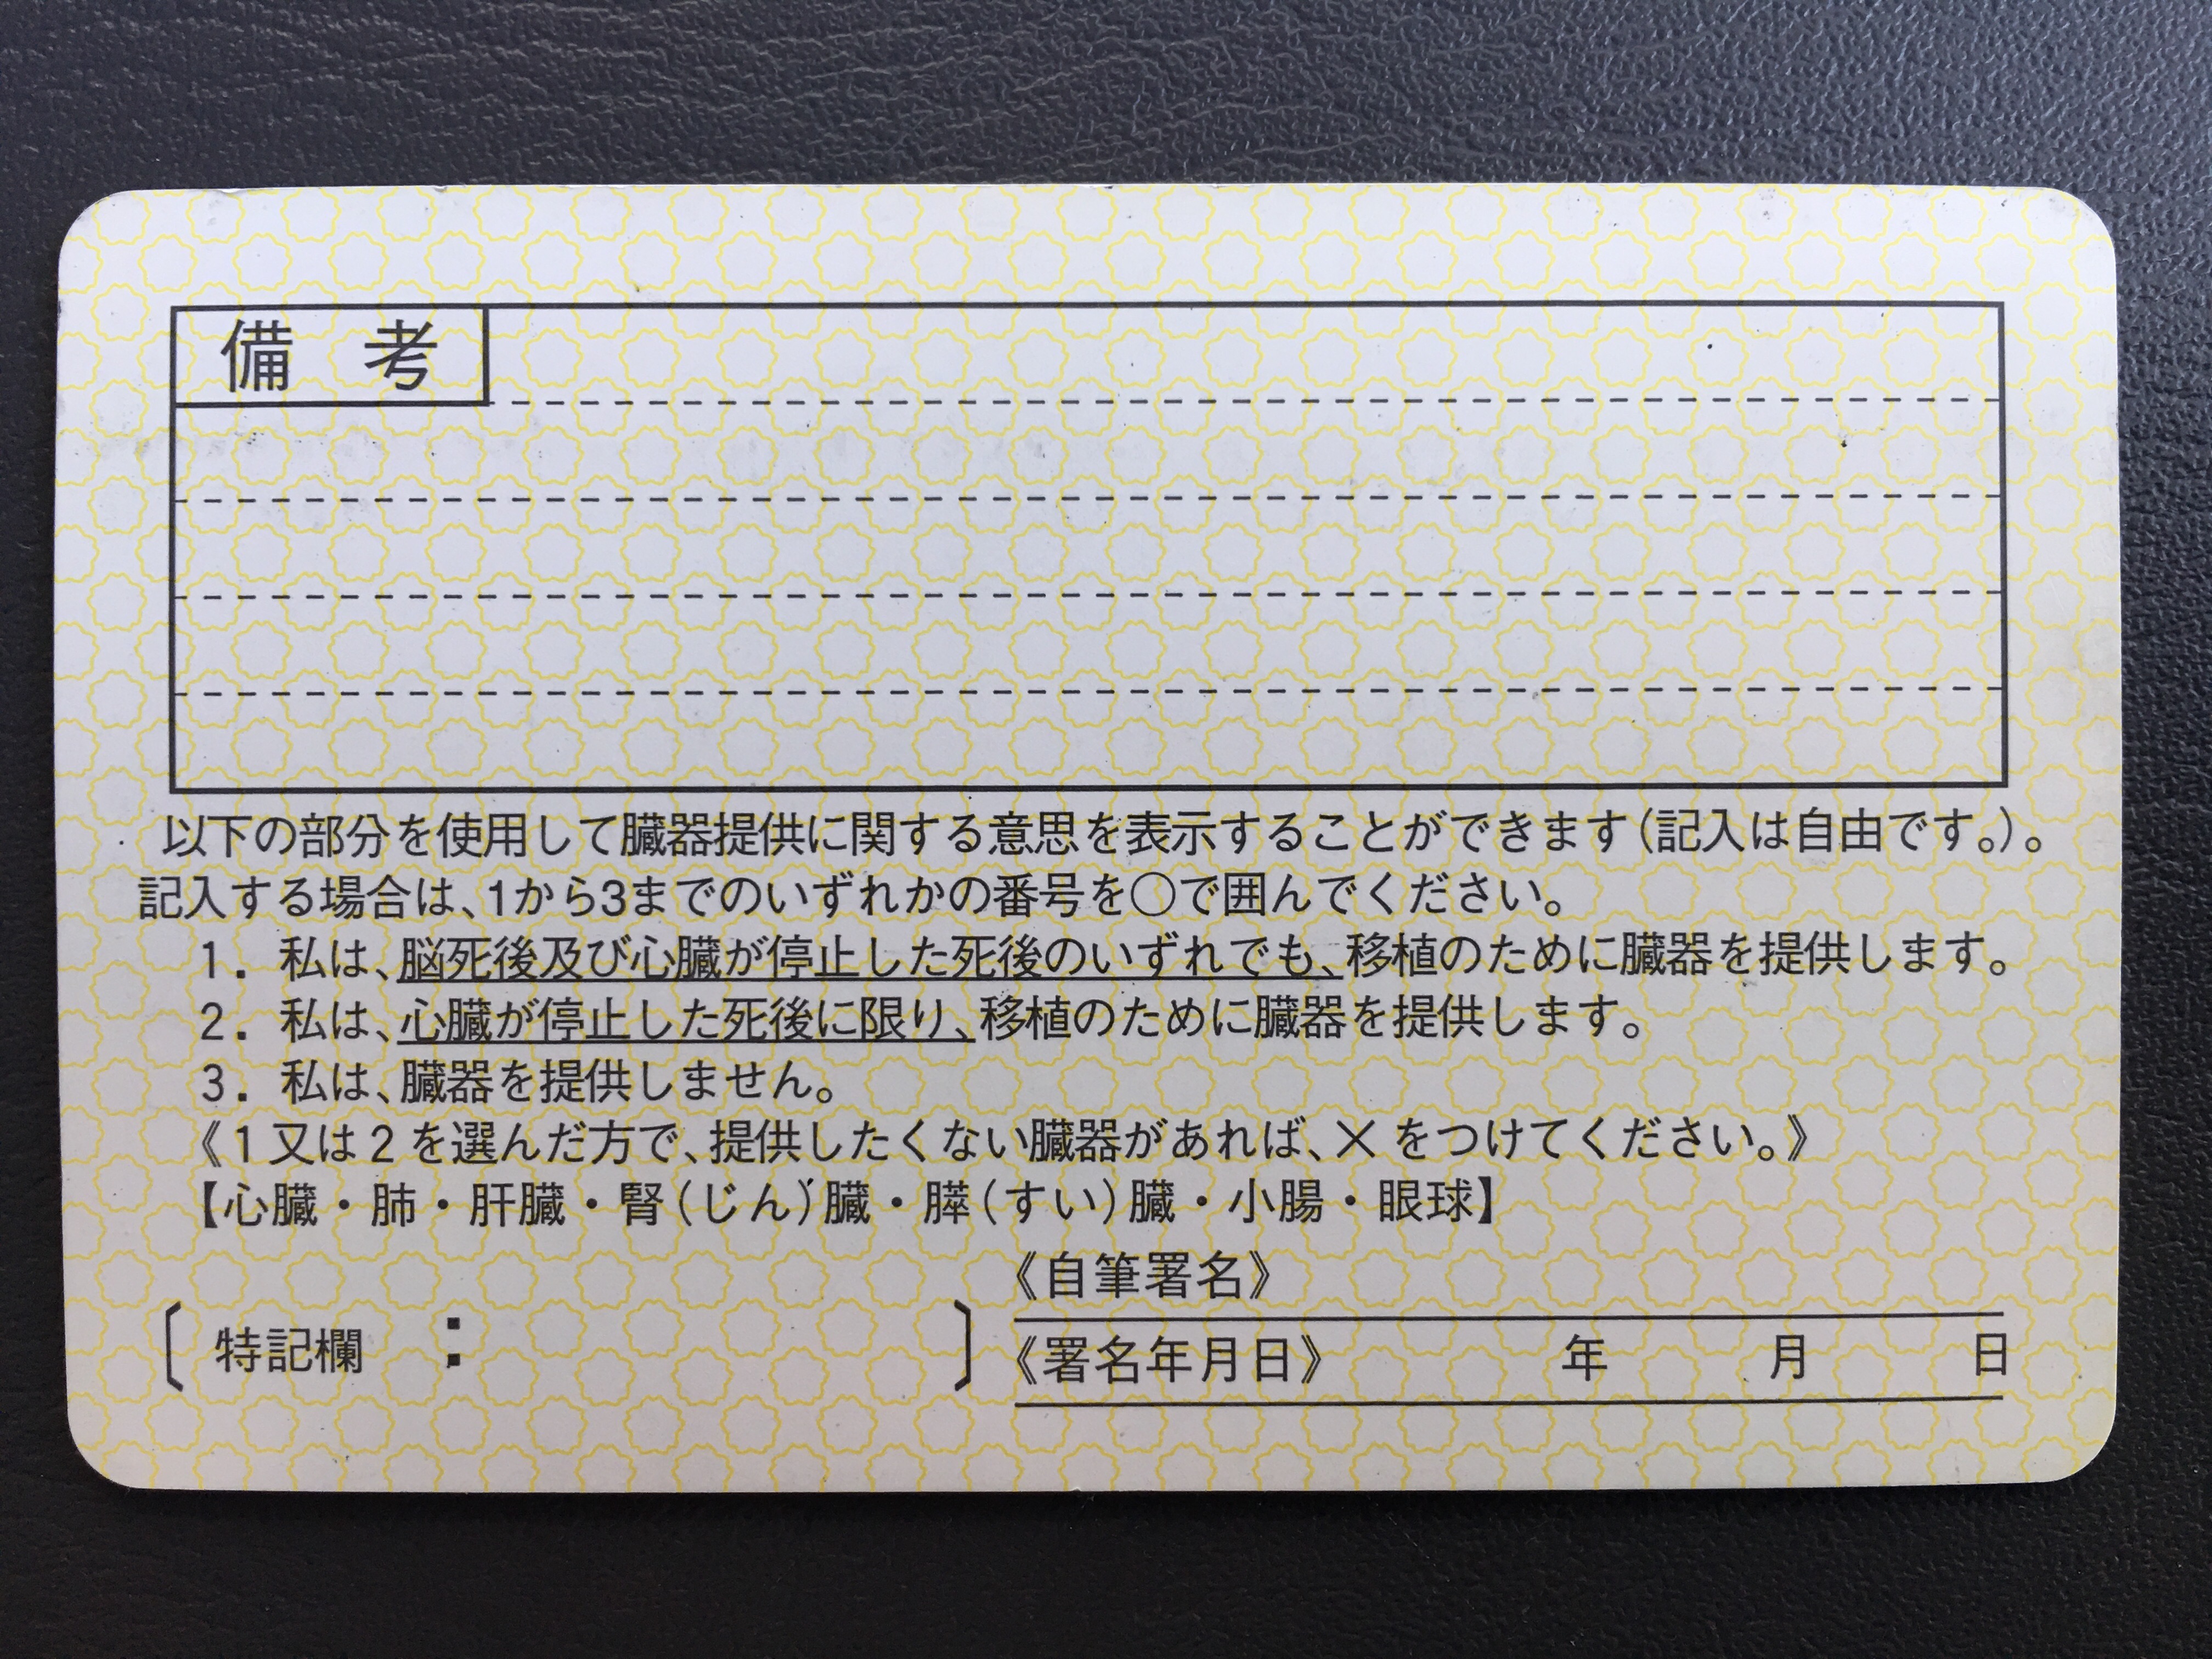 備 考
以下の部分を使用して臓器提供に関する意思を表示することができます(記入は自由です。)。
記入する場合は、1から3までのいずれかの番号を○で囲んでください。
1. 私は、脳死後及び心臓が停止した死後のいずれでも、移植のために臓器を提供します。
2. 私は、心臓が停止した死後に限り、移植のために臓器を提供します。
3. 私は、臓器を提供しません。
《1又は2を選んだ方で、提供したくない臓器があれば、×をつけてください。》
【心臓・肺・肝臓・腎(じん)臓・膵(すい)臓・小腸・眼球】
〔特記欄 : 〕
《自筆署名》
《署名年月日》 年 月 日